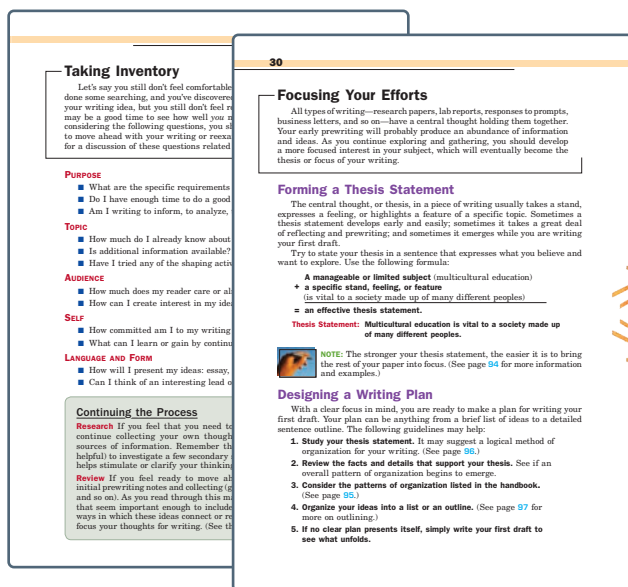 Taking Inventory
Let's say you still don't feel comfortable
done some searching, and you've discovered
your writing idea, but you still don't feel
may be a good time to see how well you
considering the following questions, you
to move ahead with your writing or
for a discussion of these questions related
PURPOSE
■ What are the specific requirements
■ Do I have enough time to do a good
■ Am I writing to inform, to analyze,
TOPIC
■ How much do I already know about
■ Is additional information available?
■ Have I tried any of the shaping
AUDIENCE
■ How much does my reader care or
■ How can I create interest in my
SELF
■ How committed am I to my writing
■ What can I learn or gain by
LANGUAGE AND FORM
■ How will I present my ideas: essay,
■ Can I think of an interesting lead
Continuing the Process
Research If you feel that you need to
continue collecting your own
sources of information. Remember
helpful) to investigate a few secondary
helps stimulate or clarify your thinking
Review If you feel ready to move
initial prewriting notes and collecting
and so on). As you read through this
that seem important enough to include
ways in which these ideas connect or
focus your thoughts for writing. (See
30
Focusing Your Efforts
All types of writing—research papers, lab reports, responses to prompts,
business letters, and so on—have a central thought holding them together.
Your early prewriting will probably produce an abundance of information
and ideas. As you continue exploring and gathering, you should develop
a more focused interest in your subject, which will eventually become the
thesis or focus of your writing.
Forming a Thesis Statement
The central thought, or thesis, in a piece of writing usually takes a stand,
expresses a feeling, or highlights a feature of a specific topic. Sometimes a
thesis statement develops early and easily; sometimes it takes a great deal
of reflecting and prewriting; and sometimes it emerges while you are writing
your first draft.
Try to state your thesis in a sentence that expresses what you believe and
want to explore. Use the following formula:
A manageable or limited subject (multicultural education)
+ a specific stand, feeling, or feature
(is vital to a society made up of many different peoples)
= an effective thesis statement.
Thesis Statement: Multicultural education is vital to a society made up
of many different peoples.
NOTE: The stronger your thesis statement, the easier it is to bring
the rest of your paper into focus. (See page 94 for more information
and examples.)
Designing a Writing Plan
With a clear focus in mind, you are ready to make a plan for writing your
first draft. Your plan can be anything from a brief list of ideas to a detailed
sentence outline. The following guidelines may help:
1. Study your thesis statement. It may suggest a logical method of
organization for your writing. (See page 96.)
2. Review the facts and details that support your thesis. See if an
overall pattern of organization begins to emerge.
3. Consider the patterns of organization listed in the handbook.
(See page 95.)
4. Organize your ideas into a list or an outline. (See page 97 for
more on outlining.)
5. If no clear plan presents itself, simply write your first draft to
see what unfolds.